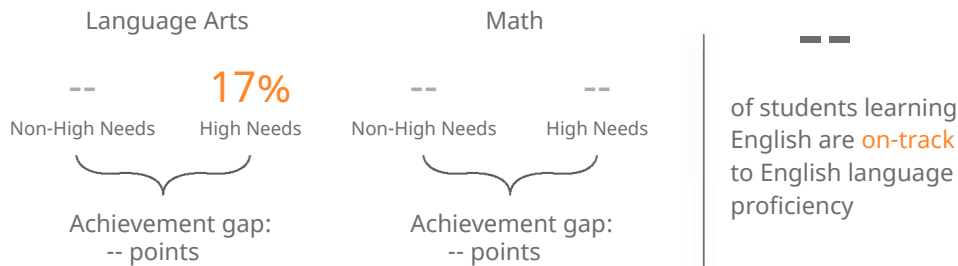 Language Arts
--
17%
Non-High Needs
High Needs
Achievement gap:
-- points
Math
--
--
Non-High Needs
High Needs
Achievement gap:
-- points
--
of students learning
English are on-track
to English language
proficiency